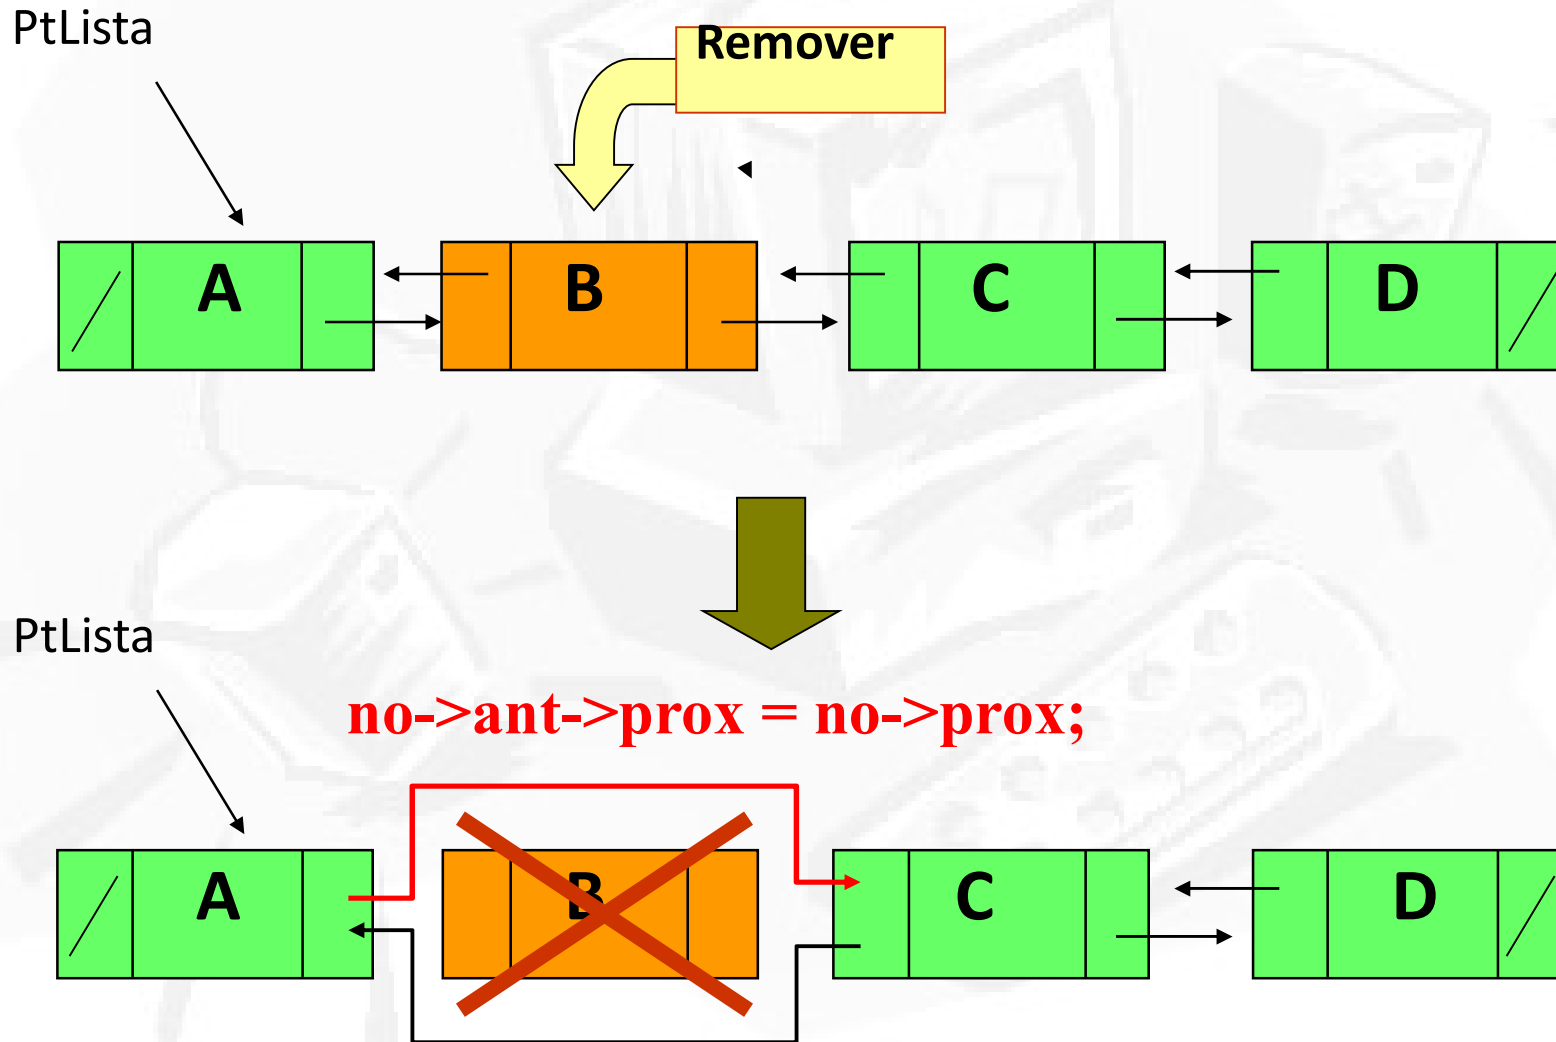 PtLista
Remover
A
B
C
D
PtLista
no->ant->prox = no->prox;
A
B
C
D